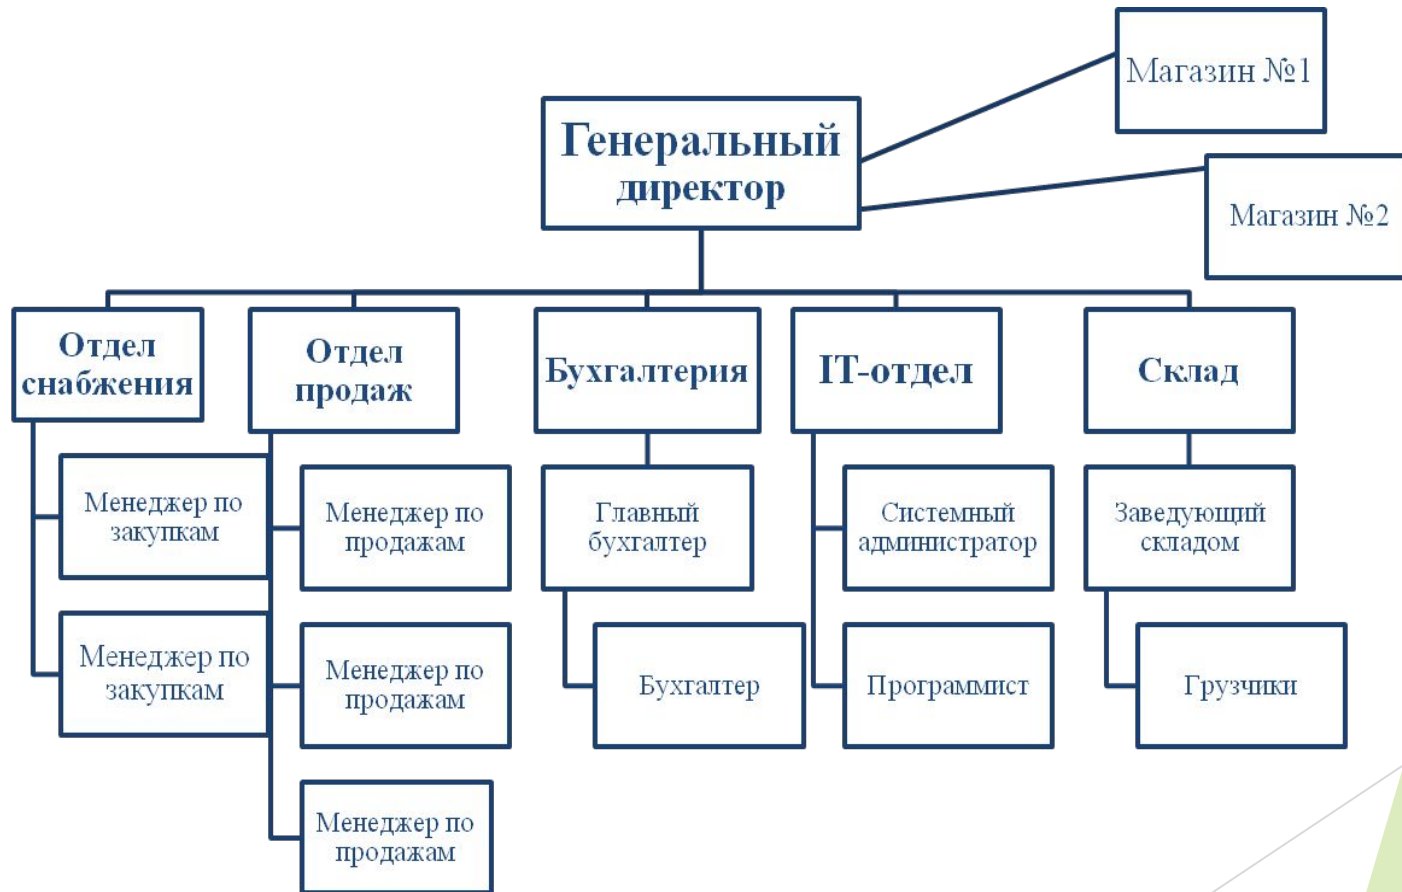 Магазин №1
Генеральный
директор
Магазин №2
Отдел
снабжения
Отдел
продаж
Бухгалтерия
IT-отдел
Склад
Менеджер по
закупкам
Менеджер по
продажам
Главный
бухгалтер
Системный
администратор
Заведующий
складом
Менеджер по
закупкам
Менеджер по
продажам
Бухгалтер
Программист
Грузчики
Менеджер по
продажам